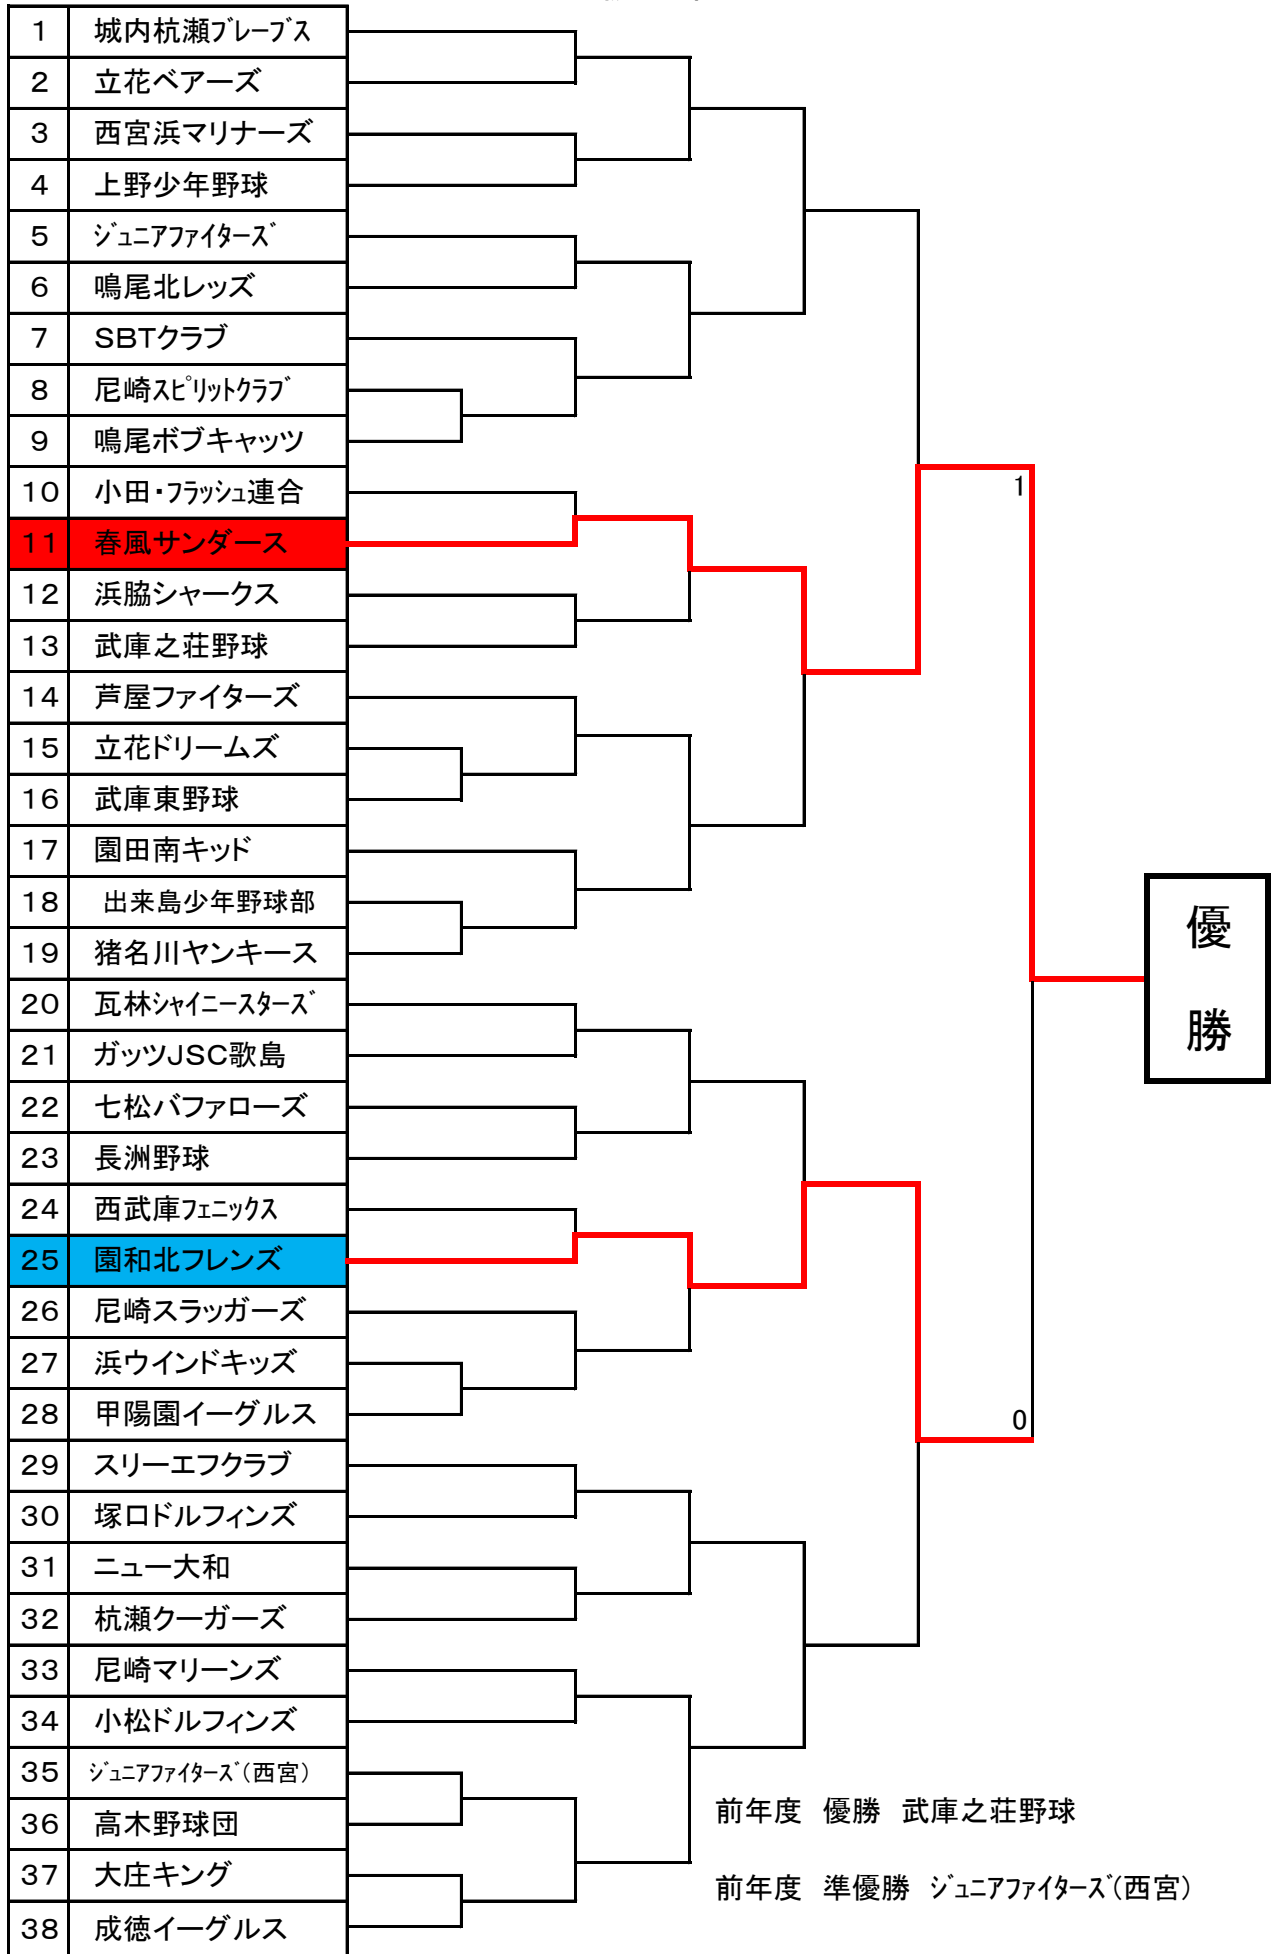 1 城内杭瀬ブレーブス
2 立花ベアーズ
3 西宮浜マリナーズ
4 上野少年野球
5 ジュニアファイターズ
6 鳴尾北レッズ
7 SBTクラブ
8 尼崎スピリットクラブ
9 鳴尾ボブキャッツ
10 小田・フラッシュ連合
1
11 春風サンダース
12 浜脇シャークス
13 武庫之荘野球
14 芦屋ファイターズ
15 立花ドリームズ
16 武庫東野球
17 園田南キッド
18 出来島少年野球部
19 猪名川ヤンキース
優
勝
20 瓦林シャイニースターズ
21 ガッツJSC歌島
22 七松バファローズ
23 長洲野球
24 西武庫フェニックス
25 園和北フレンズ
26 尼崎スラッガーズ
27 浜ウインドキッズ
28 甲陽園イーグルス
0
29 スリーエフクラブ
30 塚口ドルフィンズ
31 ニュー大和
32 杭瀬クーガーズ
33 尼崎マリーンズ
34 小松ドルフィンズ
35 ジュニアファイターズ(西宮)
36 高木野球団
前年度 優勝 武庫之荘野球
37 大庄キング
前年度 準優勝 ジュニアファイターズ(西宮)
38 成徳イーグルス